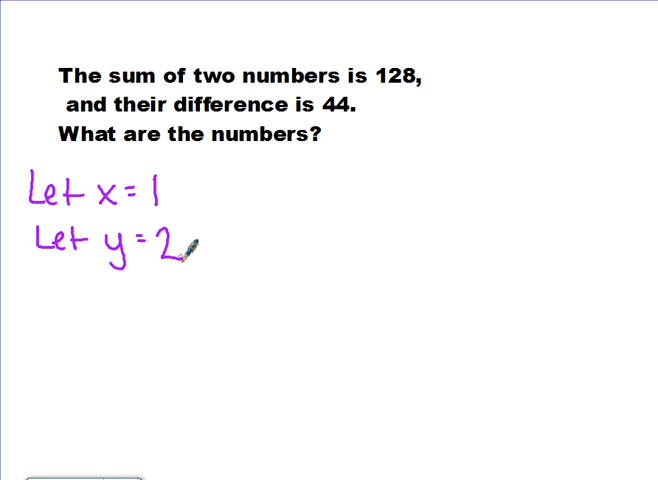 The sum of two numbers is 128,
and their difference is 44.
What are the numbers?
Let x = 1
Let y = 2